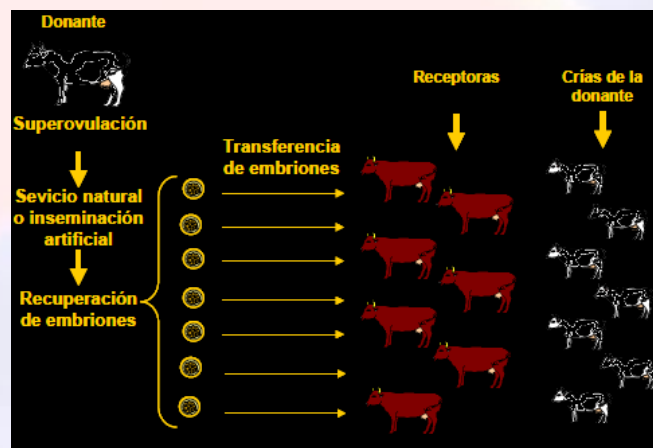 Donante
Superovulación
Sevicio natural
o inseminación
artificial
Recuperación
de embriones
Transferencia
de embriones
Receptoras
Crías de la
donante